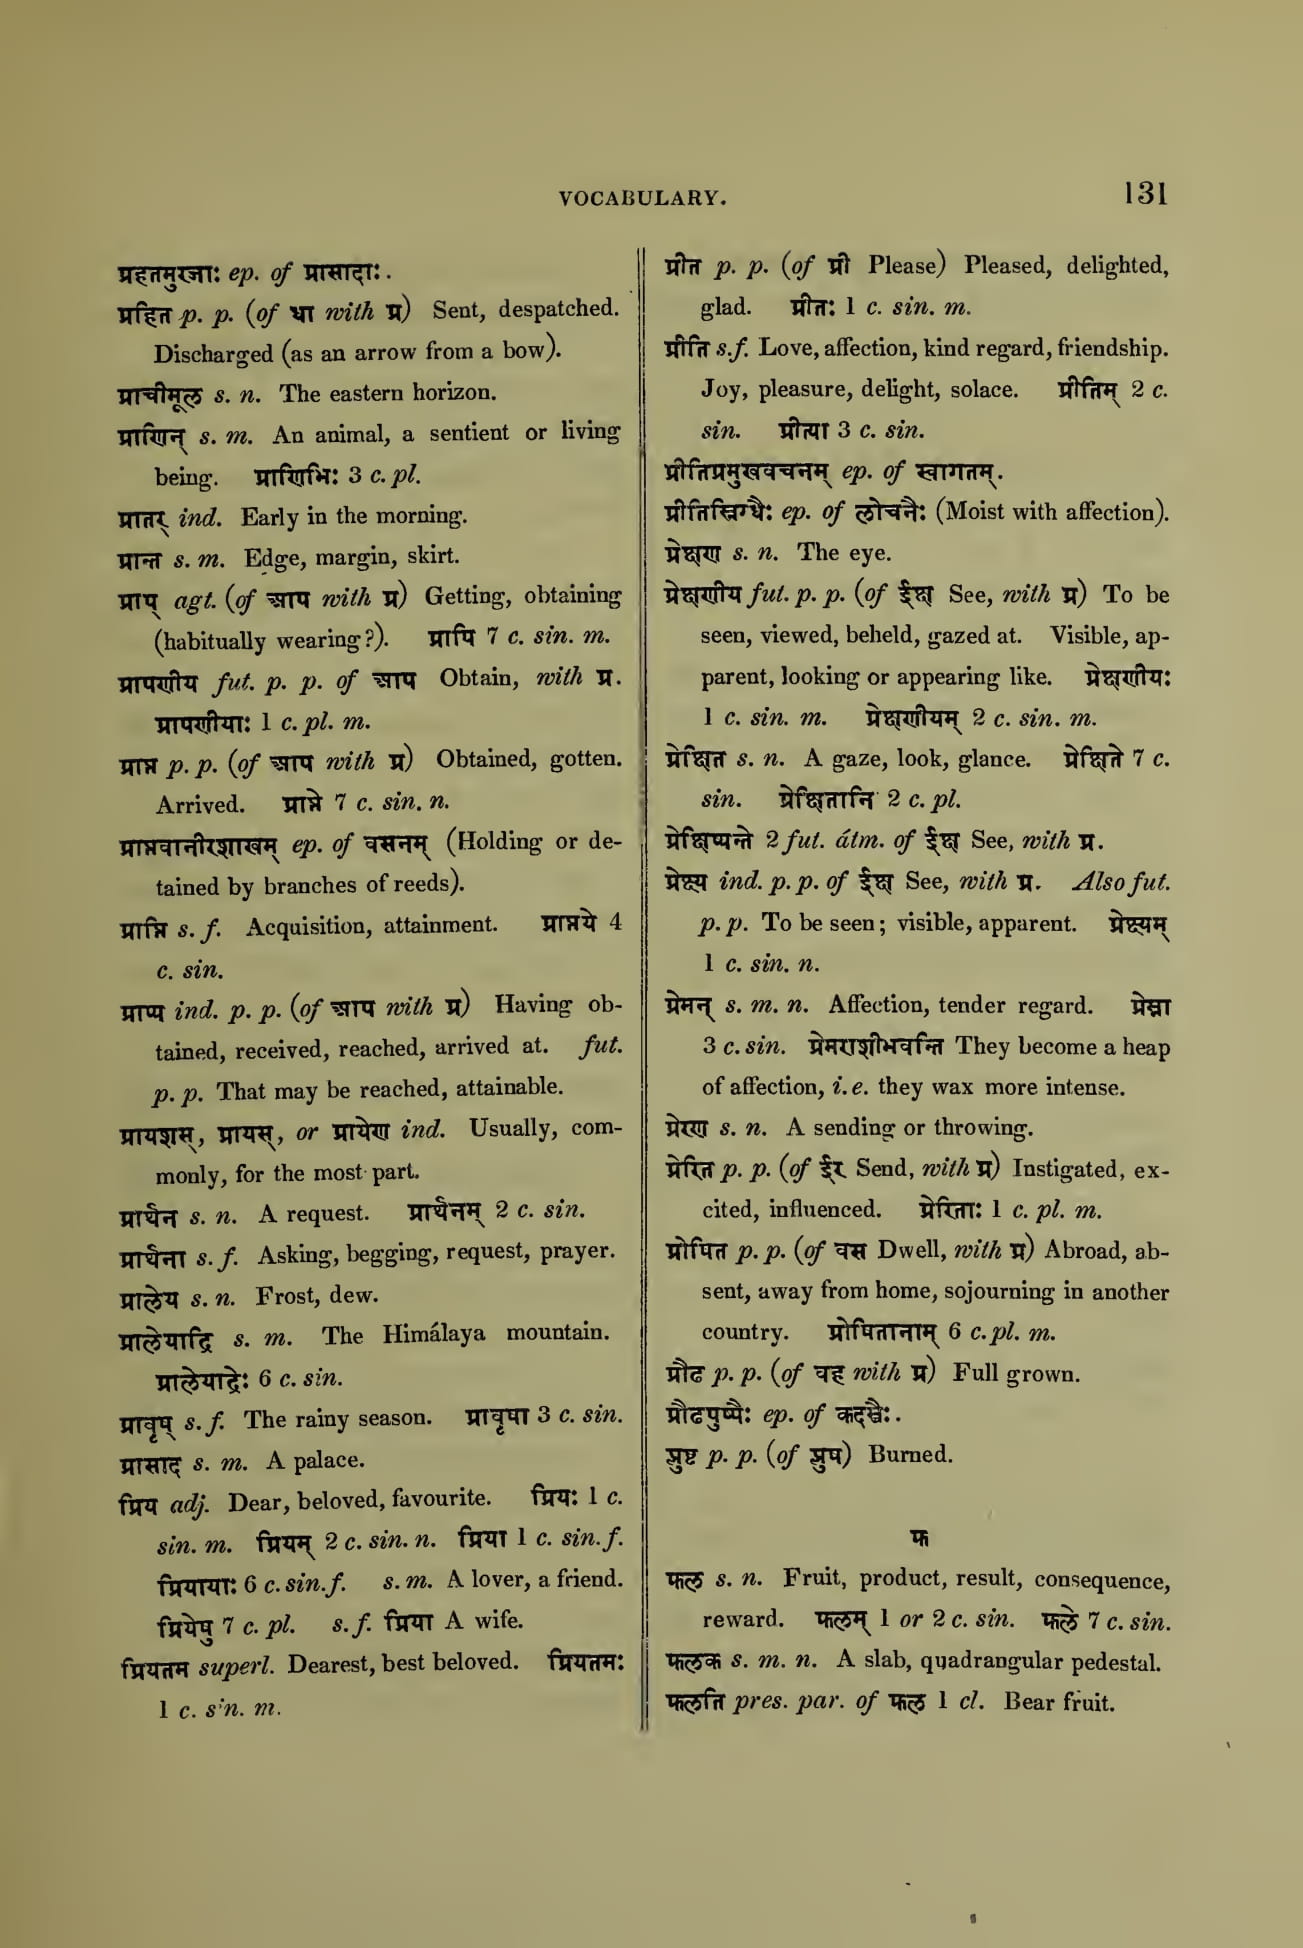 VOCABULARY.
131
प्रहतमुरजाः ep. of प्रासादाः.
प्रहित p. p. (of धा with प्र) Sent, despatched.
Discharged (as an arrow from a bow).
प्राचीमूल s. n. The eastern horizon.
प्राणिन् s. m. An animal, a sentient or living
being. प्राणिभिः 3 c. pl.
प्रातर् ind. Early in the morning.
प्रान्त s. m. Edge, margin, skirt.
प्राप् agt. (of आप with प्र) Getting, obtaining
(habitually wearing?). प्रापि 7 c. sin. m.
प्रापणीय fut. p. p. of आप Obtain, with प्र.
प्रापणीयाः 1 c. pl. m.
प्राप्त p. p. (of आप with प्र) Obtained, gotten.
Arrived. प्राप्ते 7 c. sin. n.
प्राप्तवानीरशाखम् ep. of वसनम् (Holding or de-
tained by branches of reeds).
प्राप्ति s. f. Acquisition, attainment. प्राप्तये 4
c. sin.
प्राप्य ind. p. p. (of आप with प्र) Having ob-
tained, received, reached, arrived at. fut.
p. p. That may be reached, attainable.
प्रायशस्, प्रायस्, or प्रायेण ind. Usually, com-
monly, for the most part.
प्रार्थन s. n. A request. प्रार्थनम् 2 c. sin.
प्रार्थना s. f. Asking, begging, request, prayer.
प्रालेय s. n. Frost, dew.
प्रालेयाद्रि s. m. The Himálaya mountain.
प्रालेयाद्रेः 6 c. sin.
प्रावृष् s. f. The rainy season. प्रावृषा 3 c. sin.
प्रासाद s. m. A palace.
प्रिय adj. Dear, beloved, favourite. प्रियः 1 c.
sin. m. प्रियम् 2 c. sin. n. प्रिया 1 c. sin. f.
प्रियायाः 6 c. sin. f. s. m. A lover, a friend.
प्रियेषु 7 c. pl. s. f. प्रिया A wife.
प्रियतम superl. Dearest, best beloved. प्रियतमः
1 c. sin. m.
प्रीत p. p. (of प्री Please) Pleased, delighted,
glad. प्रीतः 1 c. sin. m.
प्रीति s. f. Love, affection, kind regard, friendship.
Joy, pleasure, delight, solace. प्रीतिम् 2 c.
sin. प्रीत्या 3 c. sin.
प्रीतिप्रमुखवचनम् ep. of स्वागतम्.
प्रीतिस्निग्धैः ep. of लोचनैः (Moist with affection).
प्रेक्षण s. n. The eye.
प्रेक्षणीय fut. p. p. (of ईक्ष See, with प्र) To be
seen, viewed, beheld, gazed at. Visible, ap-
parent, looking or appearing like. प्रेक्षणीयः
1 c. sin. m. प्रेक्षणीयम् 2 c. sin. m.
प्रेक्षित s. n. A gaze, look, glance. प्रेक्षिते 7 c.
sin. प्रेक्षितानि 2 c. pl.
प्रेक्षिष्यन्ते 2 fut. átm. of ईक्ष See, with प्र.
प्रेक्ष्य ind. p. p. of ईक्ष See, with प्र. Also fut.
p. p. To be seen; visible, apparent. प्रेक्ष्यम्
1 c. sin. n.
प्रेमन् s. m. n. Affection, tender regard. प्रेम्ना
3 c. sin. प्रेमराशीभवन्ति They become a heap
of affection, i. e. they wax more intense.
प्रेरण s. n. A sending or throwing.
प्रेरित p. p. (of ईर Send, with प्र) Instigated, ex-
cited, influenced. प्रेरिताः 1 c. pl. m.
प्रोषित p. p. (of वस Dwell, with प्र) Abroad, ab-
sent, away from home, sojourning in another
country. प्रोषितानाम् 6 c. pl. m.
प्रौढ p. p. (of वह with प्र) Full grown.
प्रौढपुष्पैः ep. of कदम्बैः.
प्लुष्ट p. p. (of प्लुष) Burned.
फ
फल s. n. Fruit, product, result, consequence,
reward. फलम् 1 or 2 c. sin. फले 7 c. sin.
फलक s. m. n. A slab, quadrangular pedestal.
फलति pres. par. of फल 1 cl. Bear fruit.